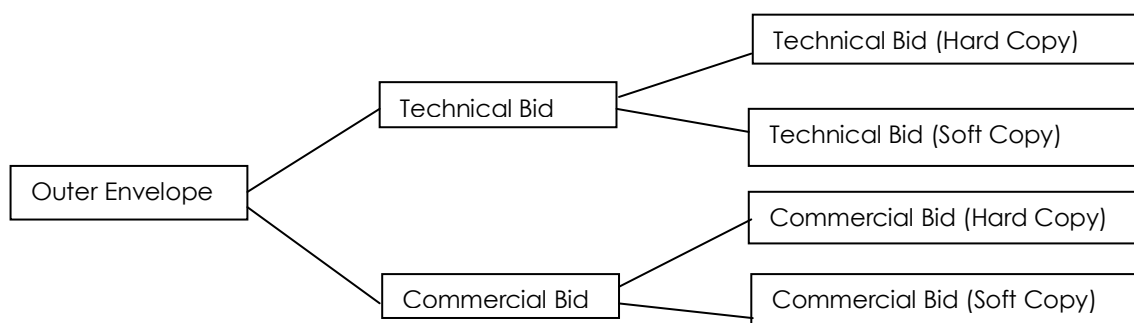 Technical Bid (Hard Copy)
Technical Bid
Technical Bid (Soft Copy)
Outer Envelope
Commercial Bid (Hard Copy)
Commercial Bid
Commercial Bid (Soft Copy)